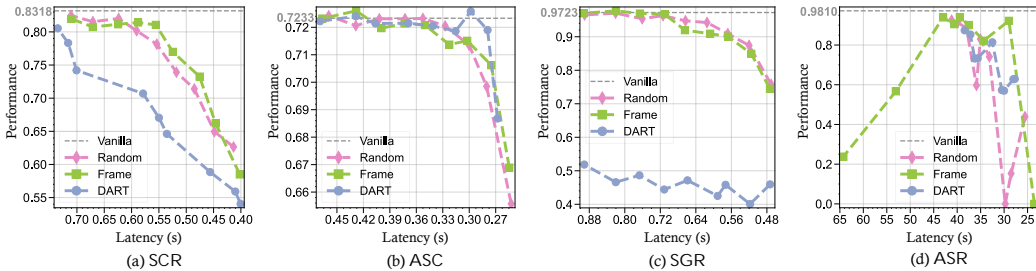 0.8318
0.80
0.75
0.70
0.65
0.60
0.55
Performance
Vanilla
Random
Frame
DART
0.70
0.65
0.60
0.55
0.50
0.45
0.40
Latency (s)
(a) SCR
0.7233
0.72
0.70
0.69
0.67
0.66
Performance
Vanilla
Random
Frame
DART
0.45
0.42
0.39
0.36
0.33
0.30
0.27
Latency (s)
(b) ASC
0.9723
0.9
0.8
0.7
0.6
0.5
0.4
Performance
Vanilla
Random
Frame
DART
0.88
0.80
0.72
0.64
0.56
0.48
Latency (s)
(c) SGR
0.9810
0.8
0.6
0.4
0.2
0.0
Performance
Vanilla
Random
Frame
DART
65
60
55
50
45
40
35
30
25
Latency (s)
(d) ASR